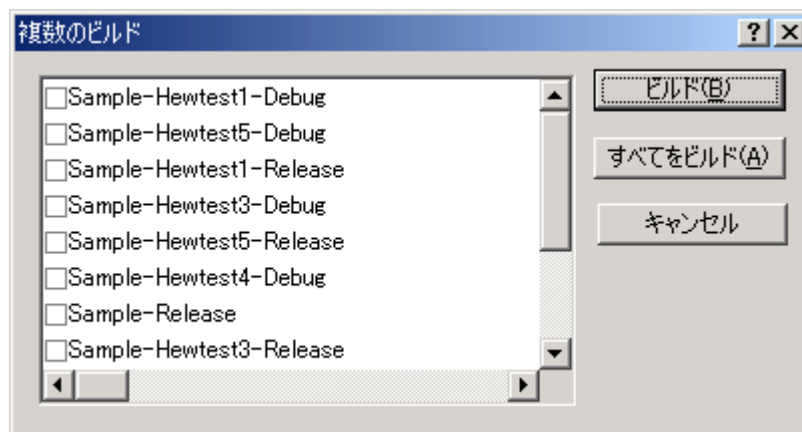 複数のビルド
Sample-Hewtest1-Debug
Sample-Hewtest5-Debug
Sample-Hewtest1-Release
Sample-Hewtest3-Debug
Sample-Hewtest5-Release
Sample-Hewtest4-Debug
Sample-Release
Sample-Hewtest3-Release
ビルド(B)
すべてをビルド(A)
キャンセル